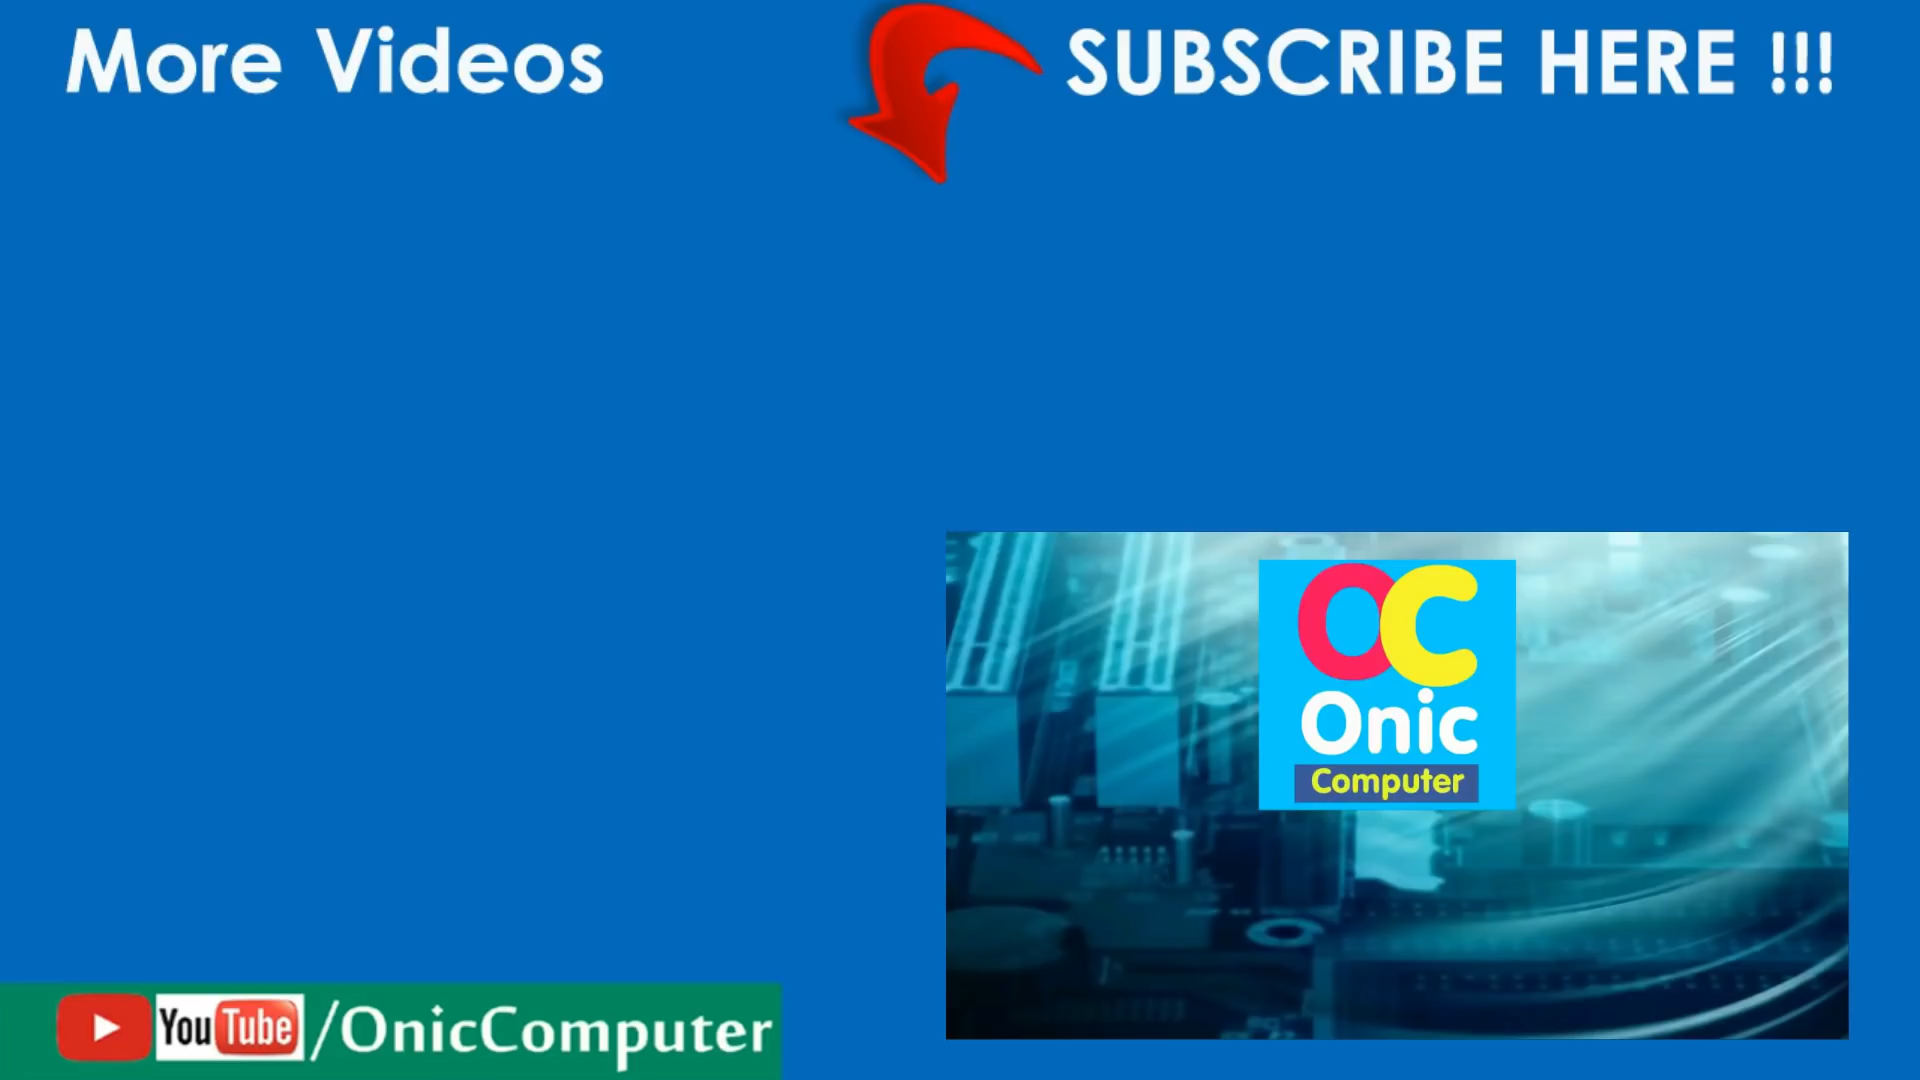 More Videos
SUBSCRIBE HERE !!!
OC
Onic
Computer
YouTube /OnicComputer